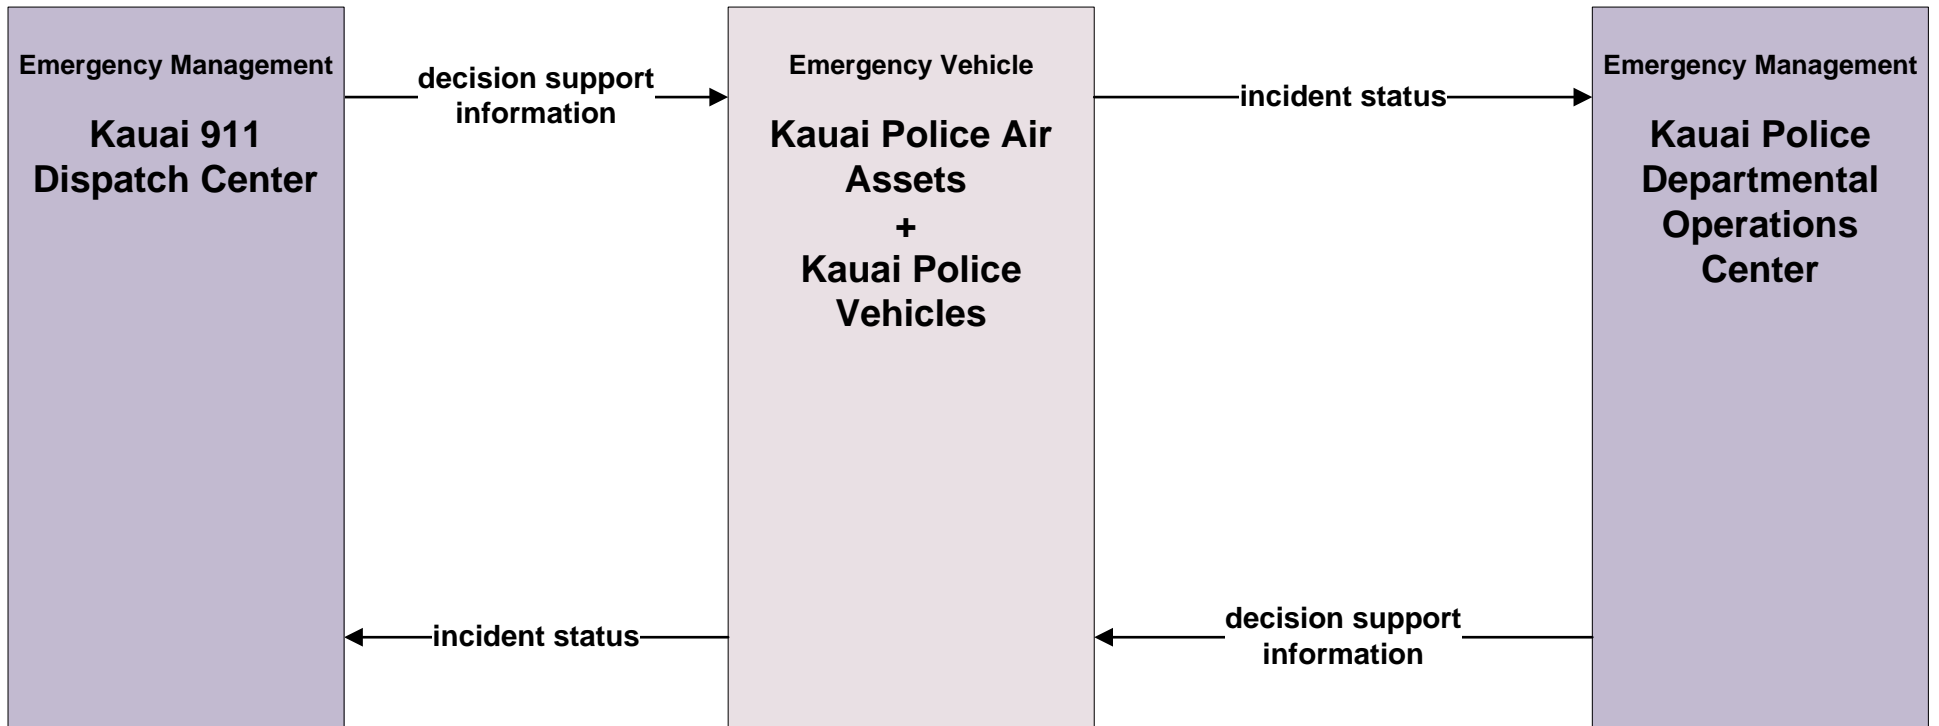 Emergency Management
Kauai 911
Dispatch Center
decision support
information
Emergency Vehicle
Kauai Police Air
Assets
+
Kauai Police
Vehicles
incident status
Emergency Management
Kauai Police
Departmental
Operations
Center
incident status
decision support
information